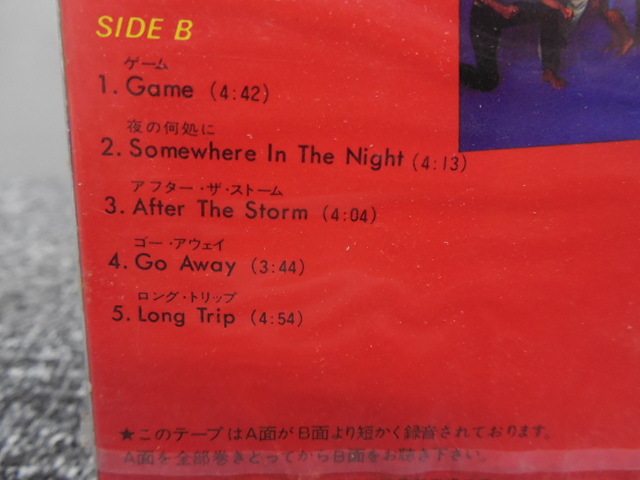 SIDE B
ゲーム
1. Game (4:42)
夜の何処に
2. Somewhere In The Night (4:13)
アフター・ザ・ストーム
3. After The Storm (4:04)
ゴー・アウェイ
4. Go Away (3:44)
ロング・トリップ
5. Long Trip (4:54)
★このテープはA面がB面より短かく録音されております。
A面を全部巻きとってからB面をお聴き下さい。